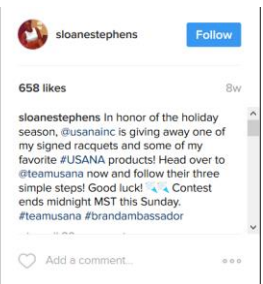 sloanestephens
Follow
658 likes
8w
sloanestephens In honor of the holiday
season, @usanainc is giving away one of
my signed racquets and some of my
favorite #USANA products! Head over to
@teamusana now and follow their three
simple steps! Good luck! Contest
ends midnight MST this Sunday.
#teamusana #brandambassador
Add a comment...